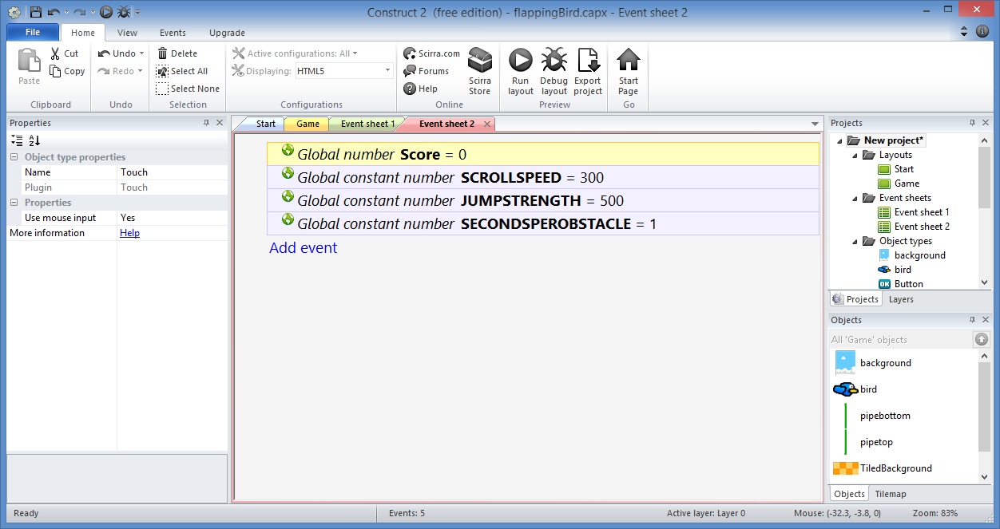 Construct 2 (free edition) - flappingBird.capx - Event sheet 2
File Home View Events Upgrade
Paste
Cut
Copy
Clipboard
Undo
Redo
Undo
Delete
Select All
Select None
Selection
Active configurations: All
Displaying: HTML5
Configurations
Scirra.com
Forums
Help
Scirra Store
Online
Run layout
Debug layout
Export project
Preview
Start Page
Go
Properties
Object type properties
Name Touch
Plugin Touch
Properties
Use mouse input Yes
More information Help
Start Game Event sheet 1 Event sheet 2
Global number Score = 0
Global constant number SCROLLSPEED = 300
Global constant number JUMPSTRENGTH = 500
Global constant number SECONDSPEROBSTACLE = 1
Add event
Projects
New project*
Layouts
Start
Game
Event sheets
Event sheet 1
Event sheet 2
Object types
background
bird
OK Button
Projects Layers
Objects
All 'Game' objects
background
bird
pipebottom
pipetop
TiledBackground
Objects Tilemap
Ready Events: 5 Active layer: Layer 0 Mouse: (-32.3, -3.8, 0) Zoom: 83%